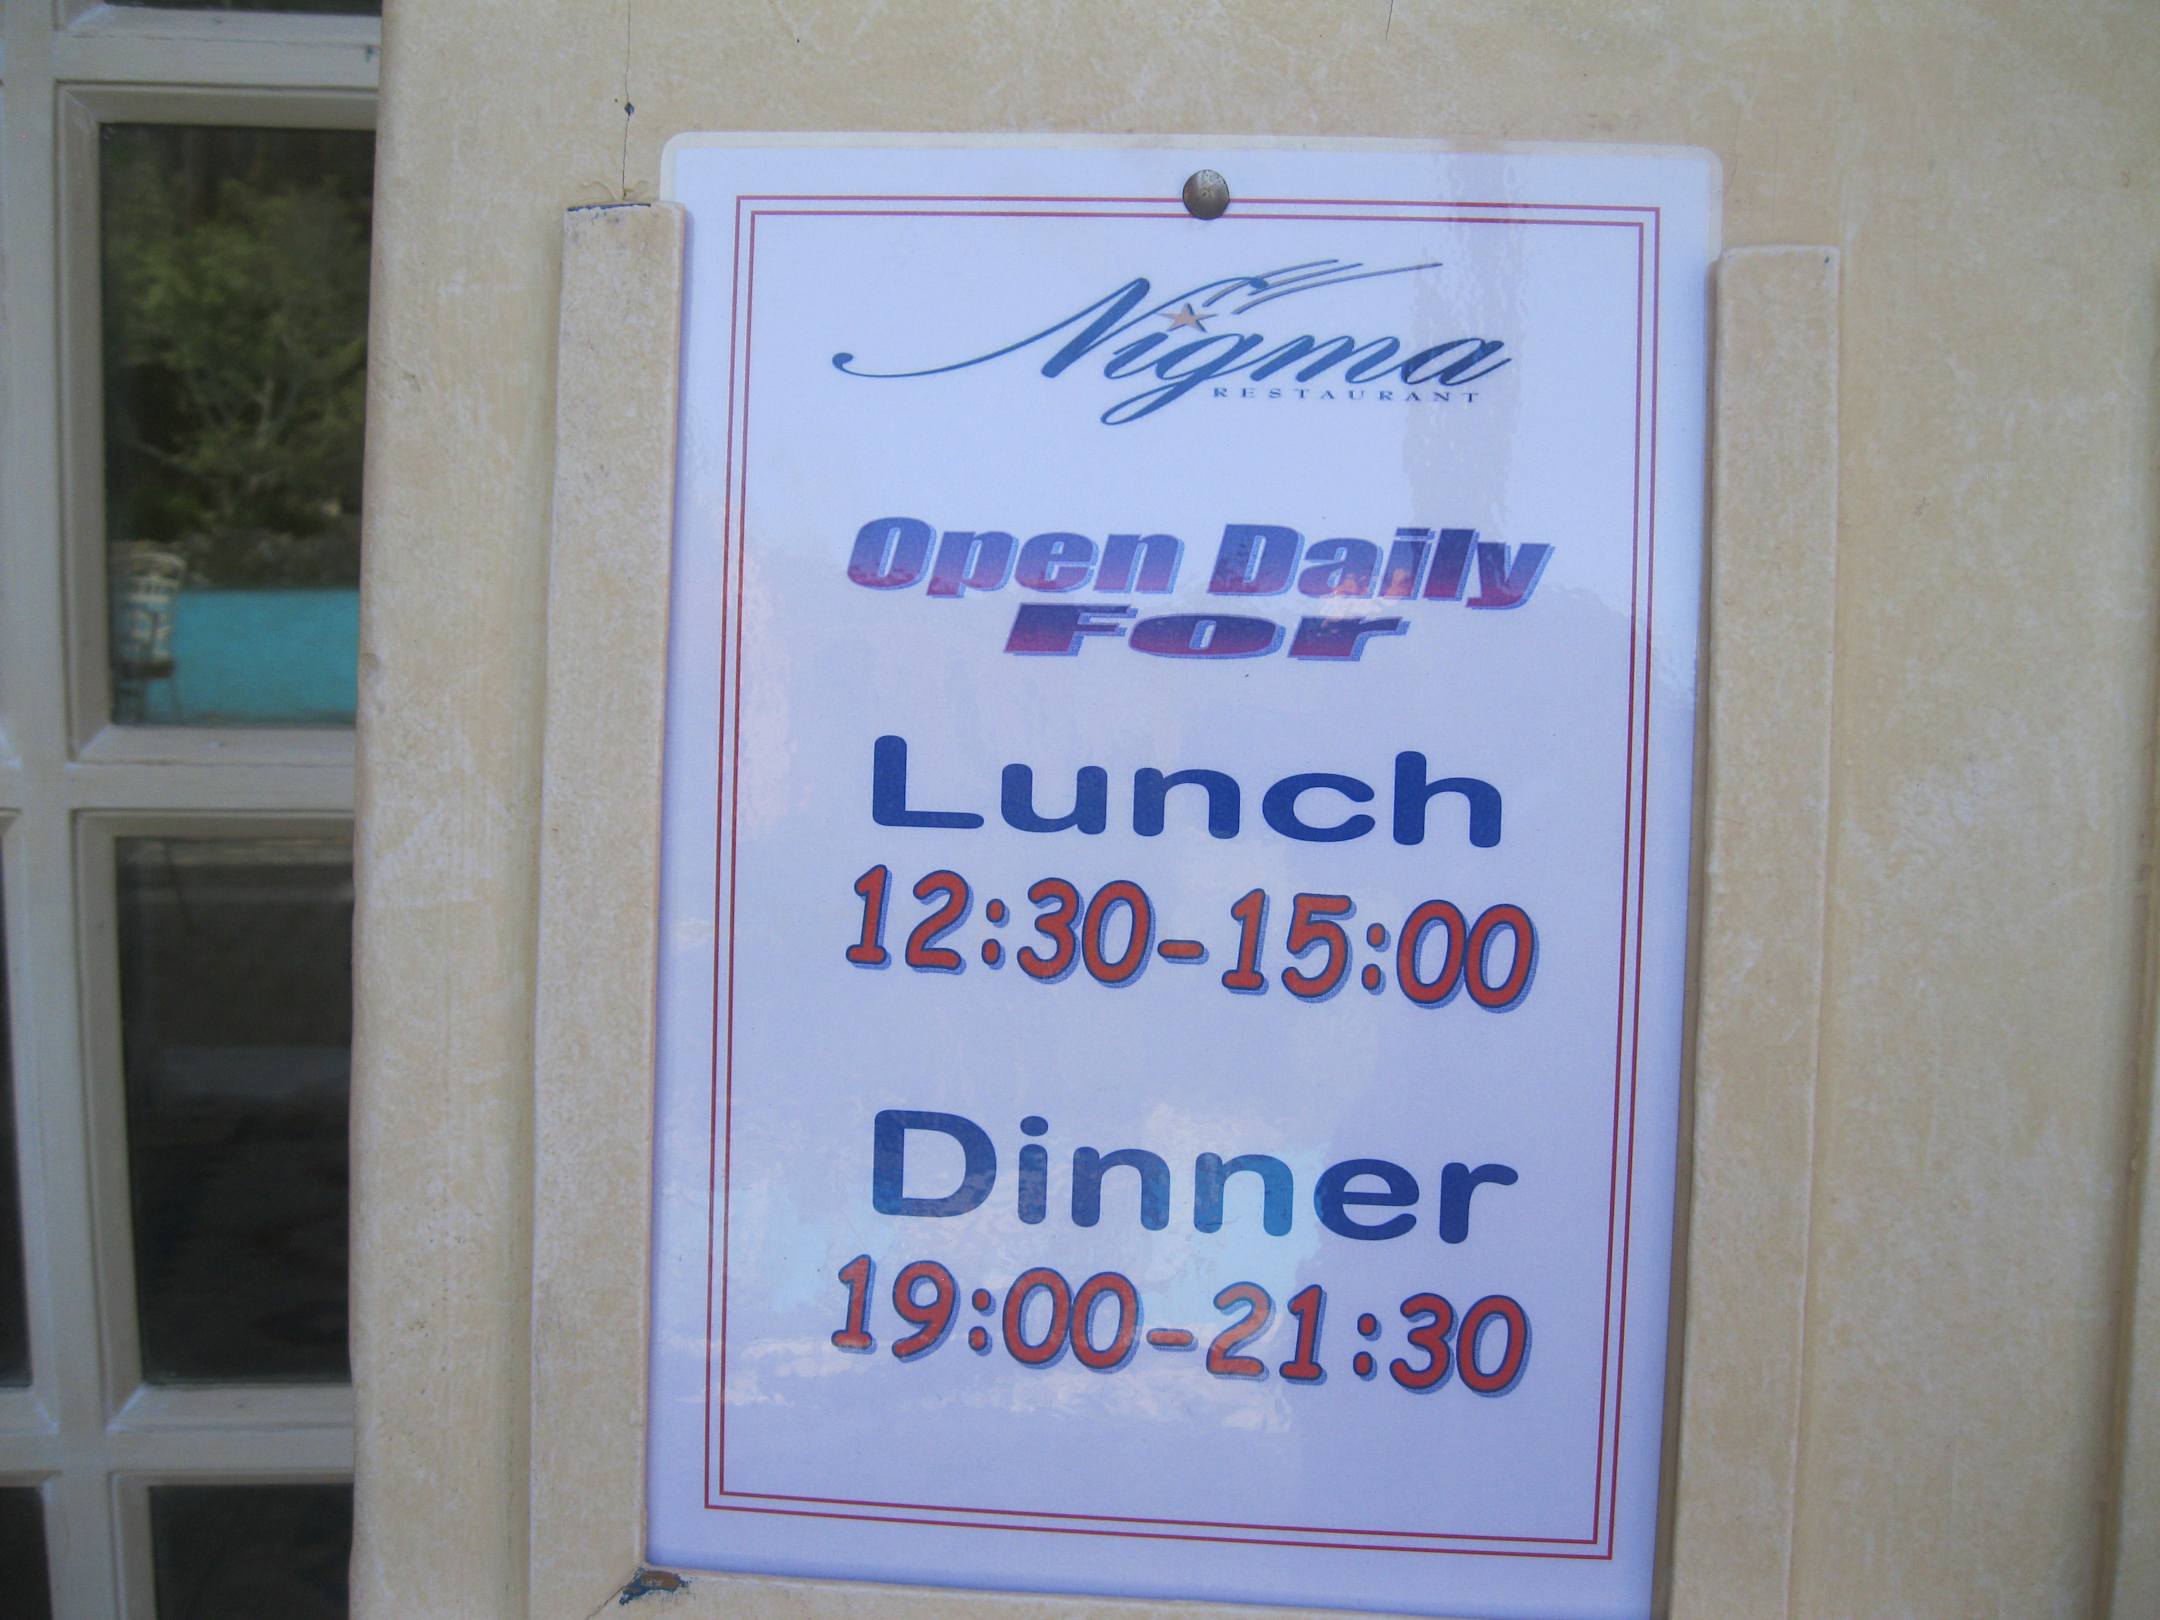 Nigma
RESTAURANT
Open Daily
For
Lunch
12:30-15:00
Dinner
19:00-21:30